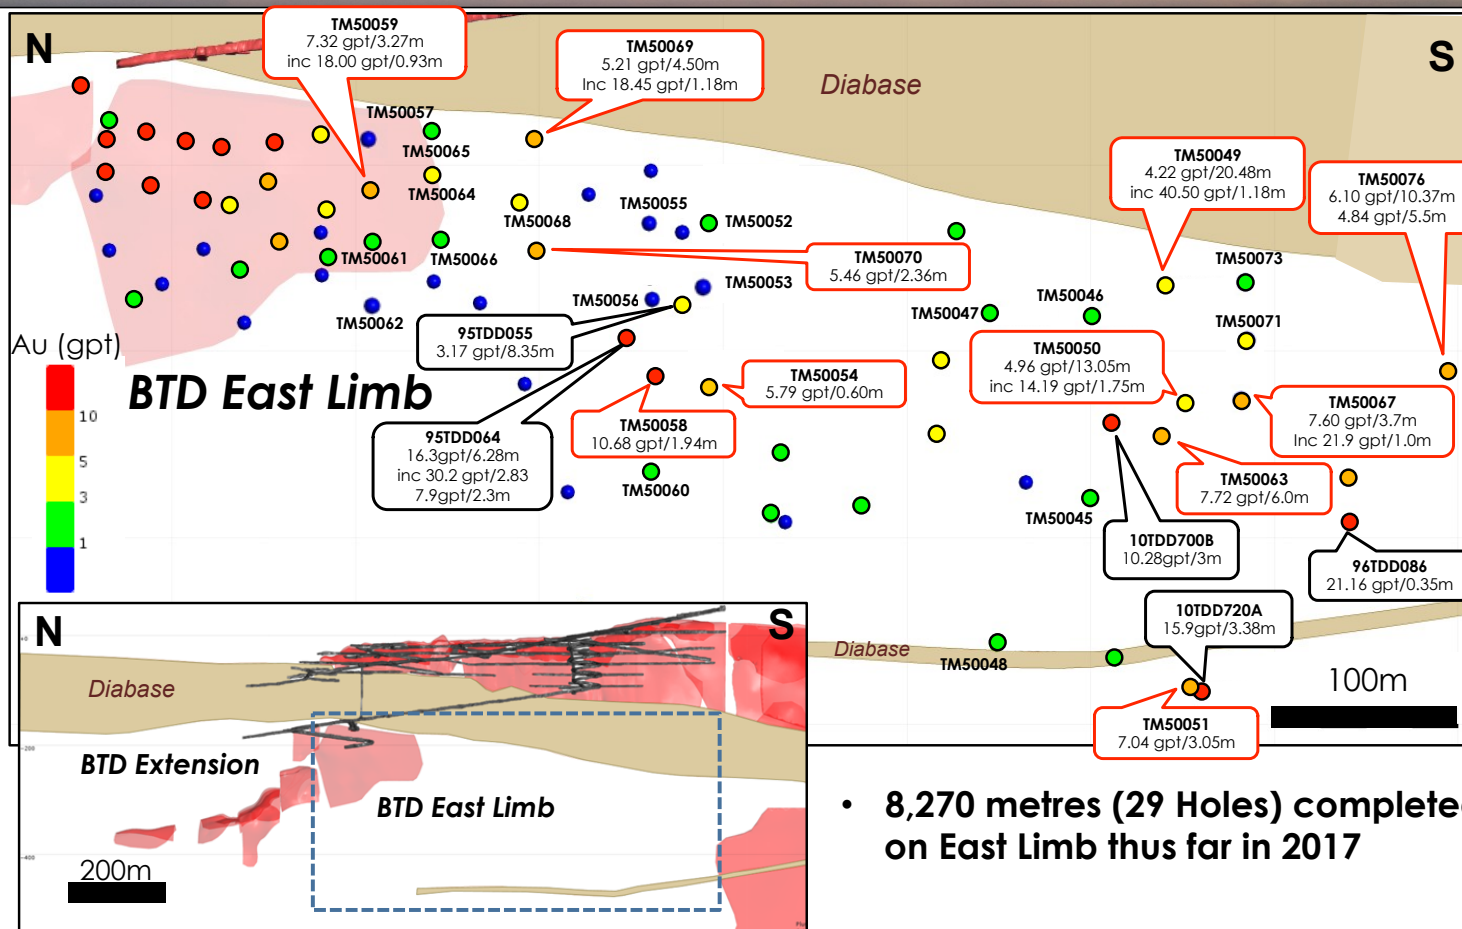 N
S
TM50059
7.32 gpt/3.27m
inc 18.00 gpt/0.93m
TM50069
5.21 gpt/4.50m
Inc 18.45 gpt/1.18m
Diabase
TM50057
TM50065
TM50064
TM50068
TM50055
TM50052
TM50049
4.22 gpt/20.48m
inc 40.50 gpt/1.18m
TM50076
6.10 gpt/10.37m
4.84 gpt/5.5m
TM50061
TM50066
TM50070
5.46 gpt/2.36m
TM50073
TM50062
TM50056
TM50053
TM50047
TM50046
TM50071
95TDD055
3.17 gpt/8.35m
TM50050
4.96 gpt/13.05m
inc 14.19 gpt/1.75m
Au (gpt)
10
5
3
1
BTD East Limb
TM50054
5.79 gpt/0.60m
TM50067
7.60 gpt/3.7m
Inc 21.9 gpt/1.0m
95TDD064
16.3gpt/6.28m
inc 30.2 gpt/2.83
7.9gpt/2.3m
TM50058
10.68 gpt/1.94m
TM50060
TM50063
7.72 gpt/6.0m
TM50045
10TDD700B
10.28gpt/3m
96TDD086
21.16 gpt/0.35m
10TDD720A
15.9gpt/3.38m
Diabase
TM50048
TM50051
7.04 gpt/3.05m
100m
N
S
Diabase
-200
BTD Extension
BTD East Limb
-400
200m
• 8,270 metres (29 Holes) completed
on East Limb thus far in 2017